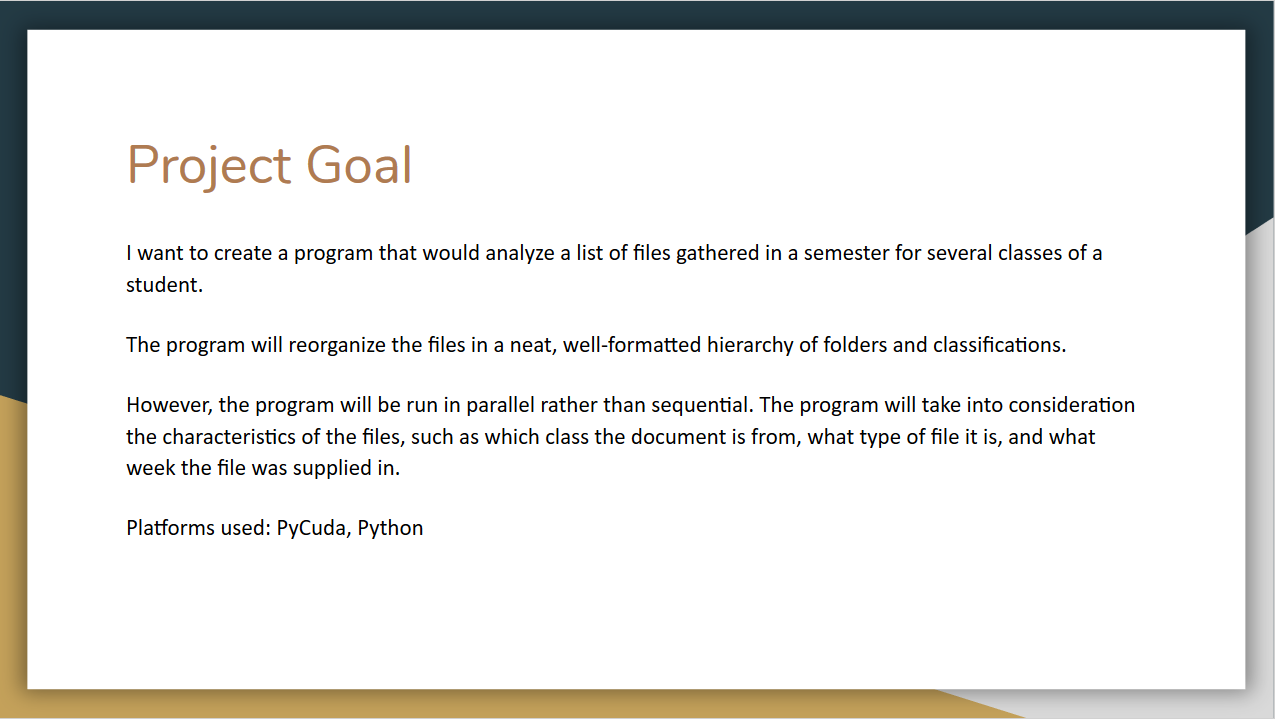 Project Goal
I want to create a program that would analyze a list of files gathered in a semester for several classes of a
student.
The program will reorganize the files in a neat, well-formatted hierarchy of folders and classifications.
However, the program will be run in parallel rather than sequential. The program will take into consideration
the characteristics of the files, such as which class the document is from, what type of file it is, and what
week the file was supplied in.
Platforms used: PyCuda, Python